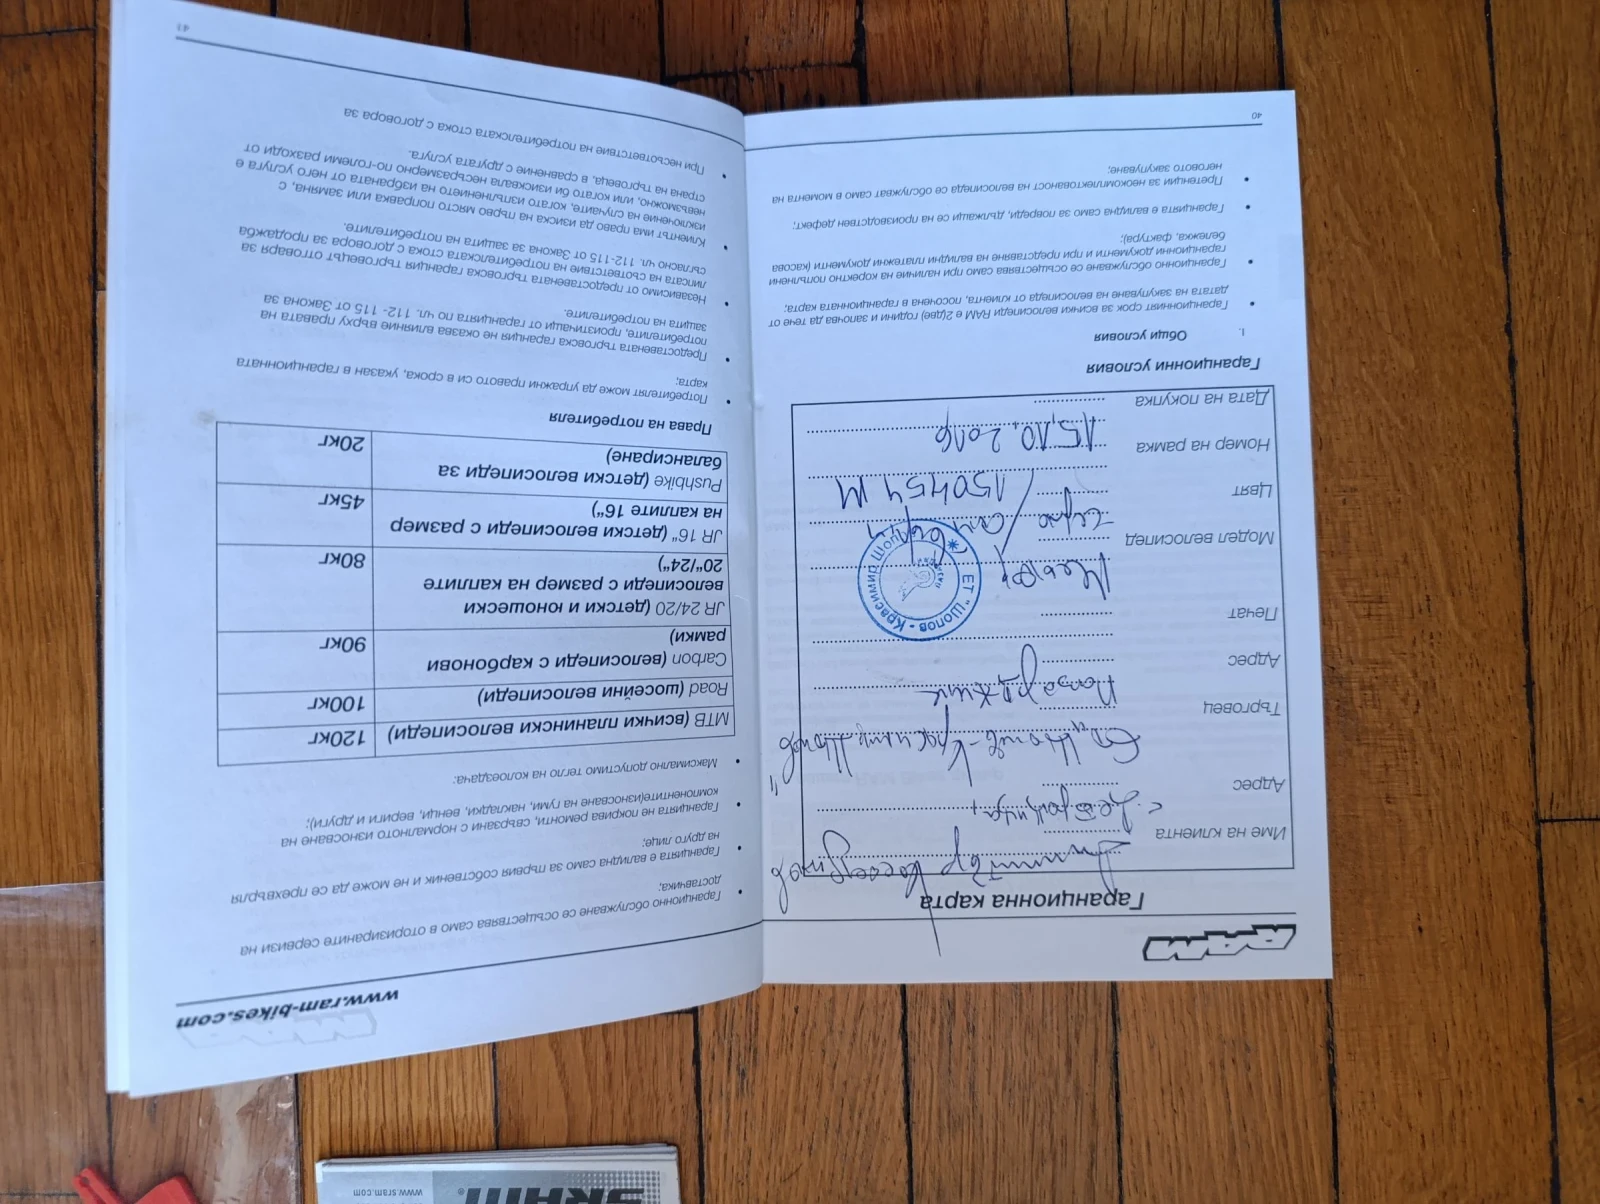 RAM
Гаранционна карта
Име на клиента Димитър
Адрес
Търговец ЕТ "Шопов - Красимир Шопов"
Адрес Пазарджик
Печат
Модел велосипед
Цвят
Номер на рамка 150454 М
Дата на покупка 15.10.2016
ЕТ "Шопов - Красимир Шопов"
Гаранционни условия
1. Общи условия
• Гаранционният срок за всички велосипеди RAM е 2(две) години и започва да тече от
датата на закупуване на велосипеда от клиента, посочена в гаранционната карта;
• Гаранционно обслужване се осъществява само при наличие на коректно попълнени
гаранционни документи и при представяне на валидни платежни документи (касова
бележка, фактура);
• Гаранцията е валидна само за повреди, дължащи се на производствен дефект;
• Претенции за некомплектованост на велосипеда се обслужват само в момента на
неговото закупуване;
40
www.ram-bikes.com
• Гаранционно обслужване се осъществява само в оторизираните сервизи на
доставчика;
• Гаранцията е валидна само за първия собственик и не може да се прехвърля
на друго лице;
• Гаранцията не покрива ремонти, свързани с нормалното износване на
компонентите(износване на гуми, накладки, венци, вериги и други);
• Максимално допустимо тегло на колоездача:
MTB (всички планински велосипеди) 120кг
Road (шосейни велосипеди) 100кг
Carbon (велосипеди с карбонови
рамки) 90кг
JR 24/20 (детски и юношески
велосипеди с размер на каплите
20"/24") 80кг
JR 16" (детски велосипеди с размер
на каплите 16") 45кг
Pushbike (детски велосипеди за
балансиране) 20кг
Права на потребителя
• Потребителят може да упражни правото си в срока, указан в гаранционната
карта;
• Предоставената търговска гаранция не оказва влияние върху правата на
потребителите, произтичащи от гаранцията по чл. 112- 115 от Закона за
защита на потребителите.
• Независимо от предоставената търговска гаранция търговецът отговаря за
липсата на съответствие на потребителската стока с договора за продажба
съгласно чл. 112-115 от Закона за защита на потребителите.
• Клиентът има право да изиска на първо място поправка или замяна, с
изключение на случаите, когато изпълнението на избраната от него услуга е
невъзможно, или когато би изисквала несъразмерно по-големи разходи от
страна на търговеца, в сравнение с другата услуга.
• При несъответствие на потребителската стока с договора за
SRAM
www.sram.com